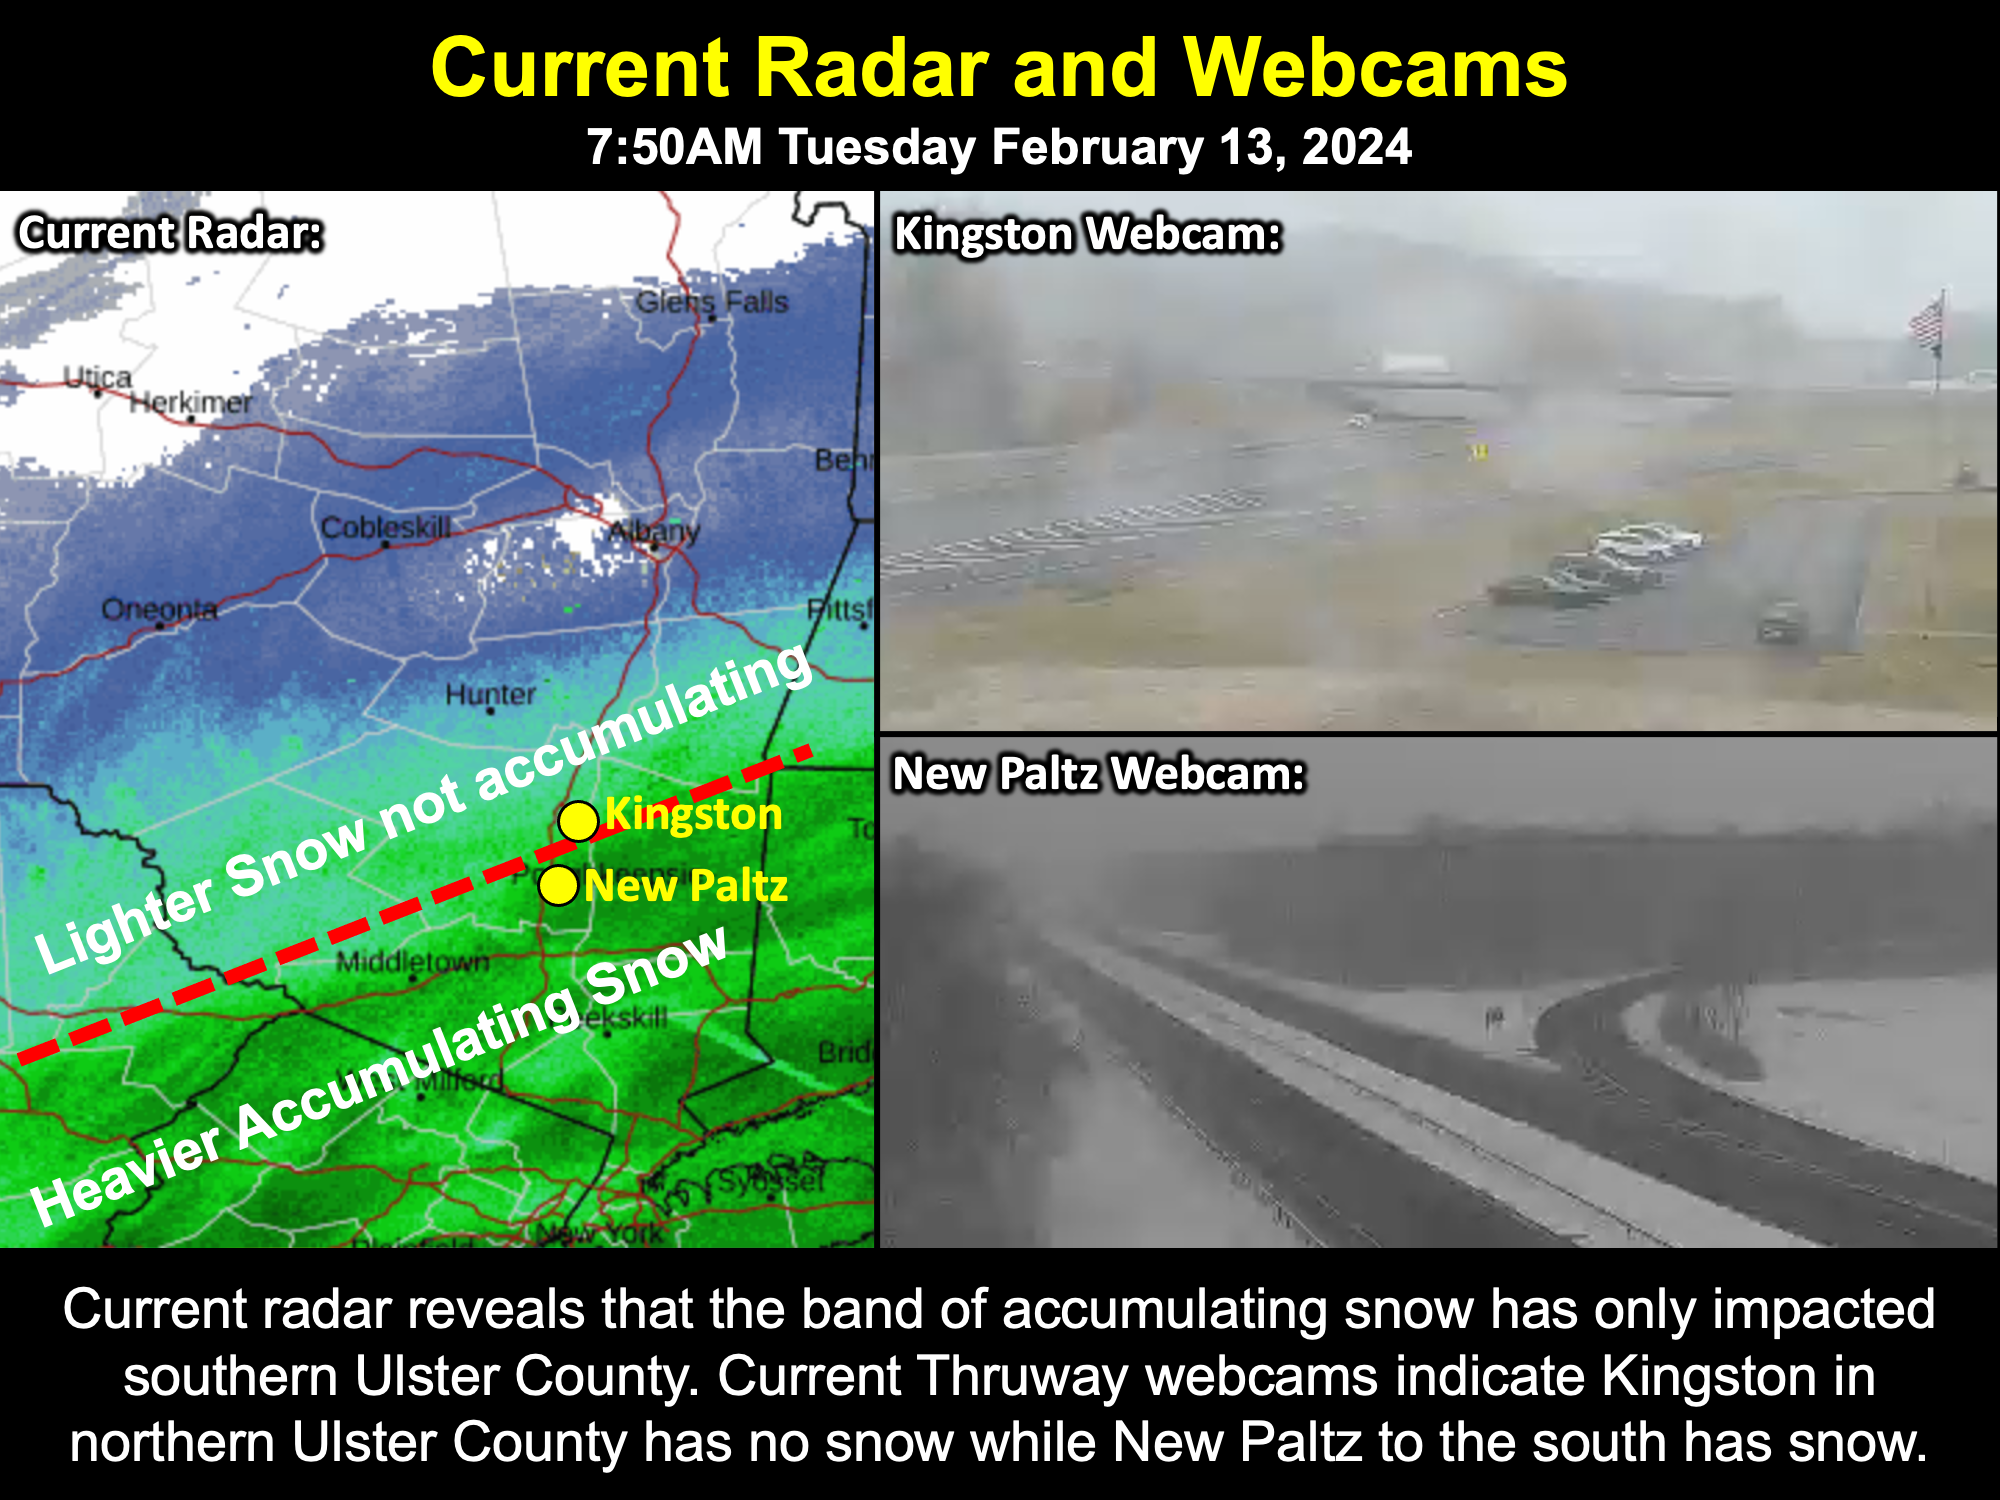 Current Radar and Webcams
7:50AM Tuesday February 13, 2024
Current Radar:
Glens Falls
Utica
Herkimer
Cobleskill
Albany
Oneonta
Pittsf
Hunter
Lighter Snow not accumulating
Kingston
New Paltz
Middletown
Heavier Accumulating Snow
Milford
Syosset
New York
Plainfield
Kingston Webcam:
New Paltz Webcam:
Current radar reveals that the band of accumulating snow has only impacted
southern Ulster County. Current Thruway webcams indicate Kingston in
northern Ulster County has no snow while New Paltz to the south has snow.